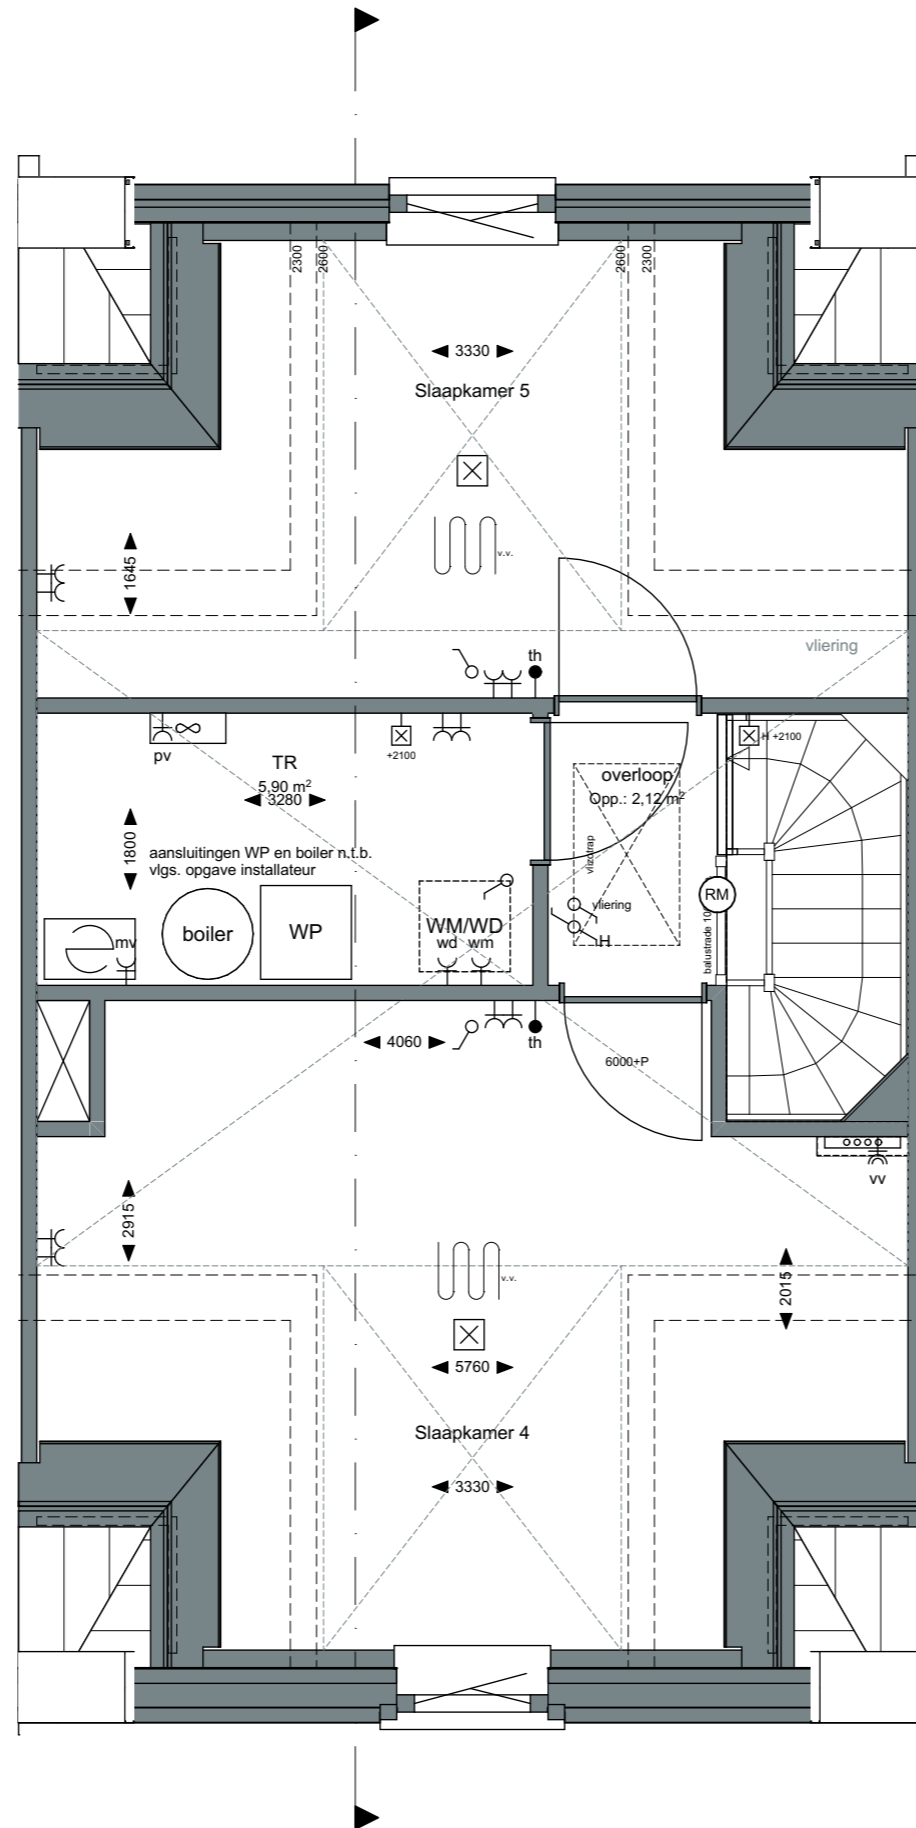 2300
2600
2600
2300
3330
Slaapkamer 5
v.v.
1645
vliering
th
pv
TR
5,90 m²
3280
+2100
H +2100
overloop
Opp.: 2,12 m²
1800
aansluitingen WP en boiler n.t.b.
vlgs. opgave installateur
vlizotrap
vliering
H
RM
balustrade 10
mv
boiler
WP
WM/WD
wd wm
4060
th
6000+P
vv
2915
v.v.
2015
5760
Slaapkamer 4
3330